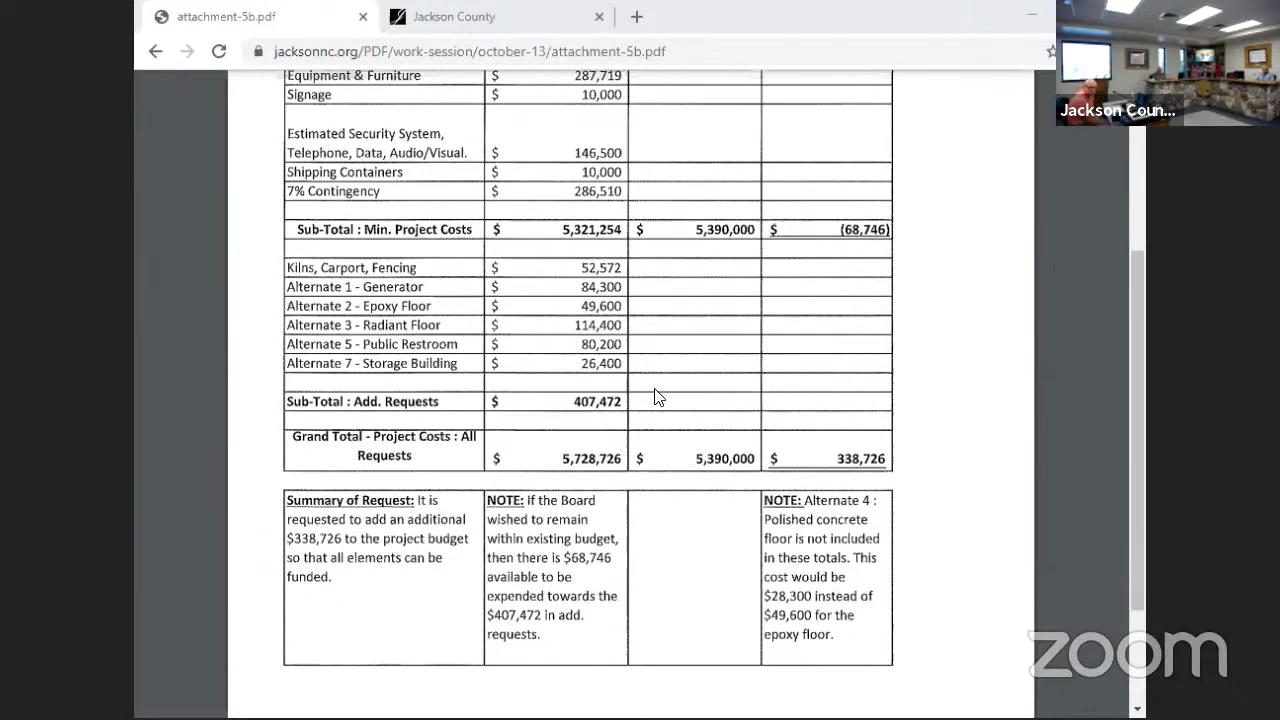 attachment-5b.pdf
Jackson County
jacksonnc.org/PDF/work-session/october-13/attachment-5b.pdf
Jackson Coun...
Equipment & Furniture $ 287,719
Signage $ 10,000
Estimated Security System,
Telephone, Data, Audio/Visual. $ 146,500
Shipping Containers $ 10,000
7% Contingency $ 286,510
Sub-Total : Min. Project Costs $ 5,321,254 $ 5,390,000 $ (68,746)
Kilns, Carport, Fencing $ 52,572
Alternate 1 - Generator $ 84,300
Alternate 2 - Epoxy Floor $ 49,600
Alternate 3 - Radiant Floor $ 114,400
Alternate 5 - Public Restroom $ 80,200
Alternate 7 - Storage Building $ 26,400
Sub-Total : Add. Requests $ 407,472
Grand Total - Project Costs : All
Requests $ 5,728,726 $ 5,390,000 $ 338,726
Summary of Request: It is
requested to add an additional
$338,726 to the project budget
so that all elements can be
funded.
NOTE: If the Board
wished to remain
within existing budget,
then there is $68,746
available to be
expended towards the
$407,472 in add.
requests.
NOTE: Alternate 4 :
Polished concrete
floor is not included
in these totals. This
cost would be
$28,300 instead of
$49,600 for the
epoxy floor.
zoom